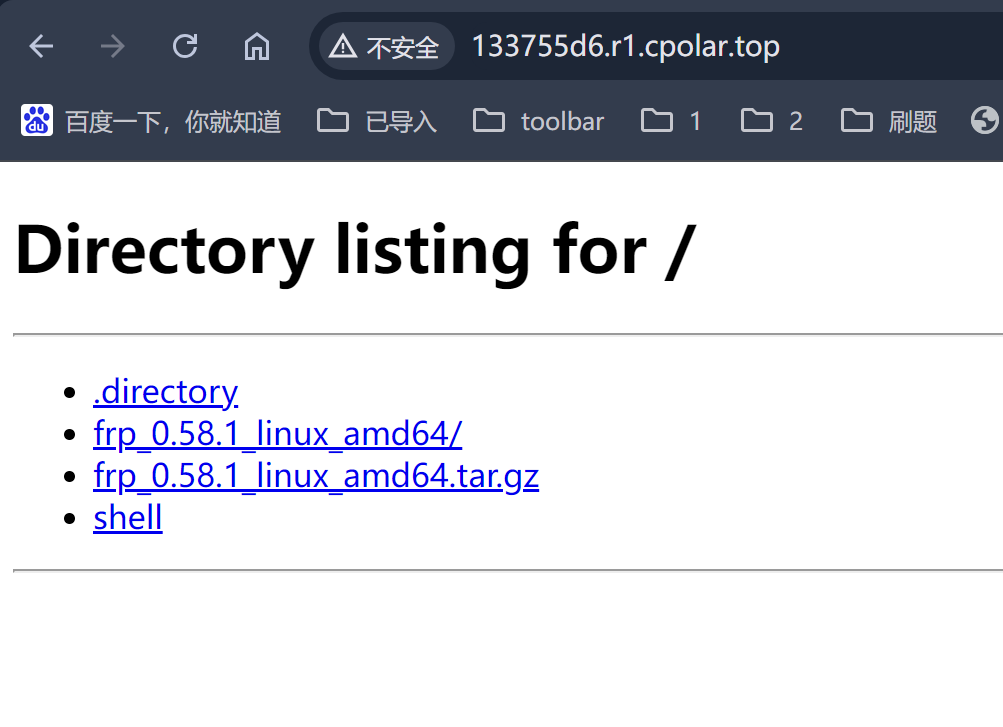 不安全 133755d6.r1.cpolar.top
百度一下，你就知道 已导入 toolbar 1 2 刷题
Directory listing for /
.directory
frp_0.58.1_linux_amd64/
frp_0.58.1_linux_amd64.tar.gz
shell